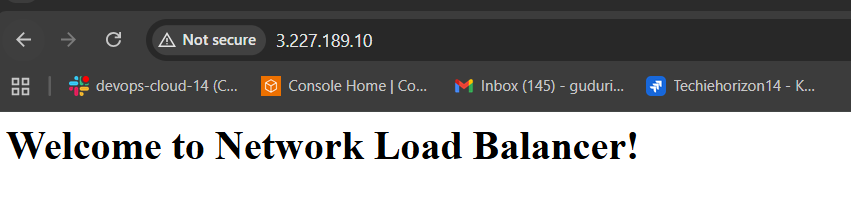 Not secure 3.227.189.10
devops-cloud-14 (C... Console Home | Co... Inbox (145) - guduri... Techiehorizon14 - K...
Welcome to Network Load Balancer!